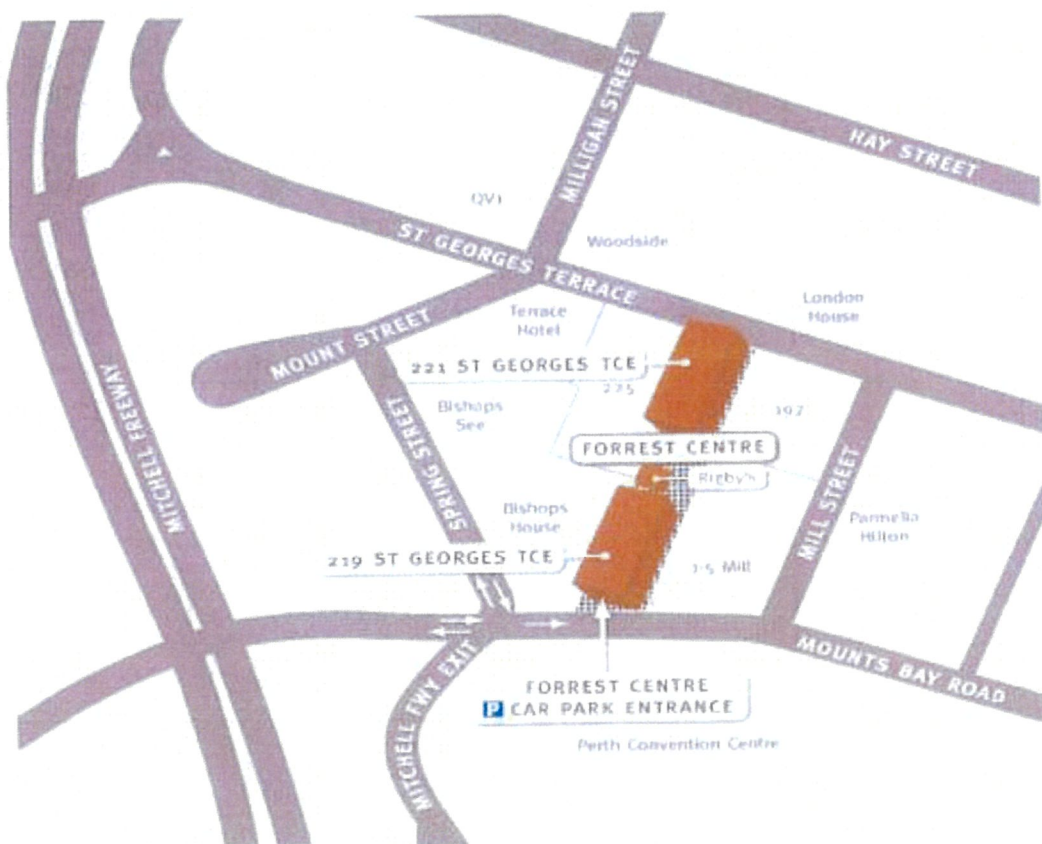 MILLIGAN STREET
HAY STREET
QV1
ST GEORGES TERRACE
Woodside
London
House
Terrace
Hotel
MOUNT STREET
221 ST GEORGES TCE
225
197
MITCHELL FREEWAY
SPRING STREET
Bishops
See
FORREST CENTRE
Rigby's
MILL STREET
Bishops
House
Parmelia
Hilton
219 ST GEORGES TCE
Mill
MITCHELL FWY EXIT
MOUNTS BAY ROAD
FORREST CENTRE
P CAR PARK ENTRANCE
Perth Convention Centre